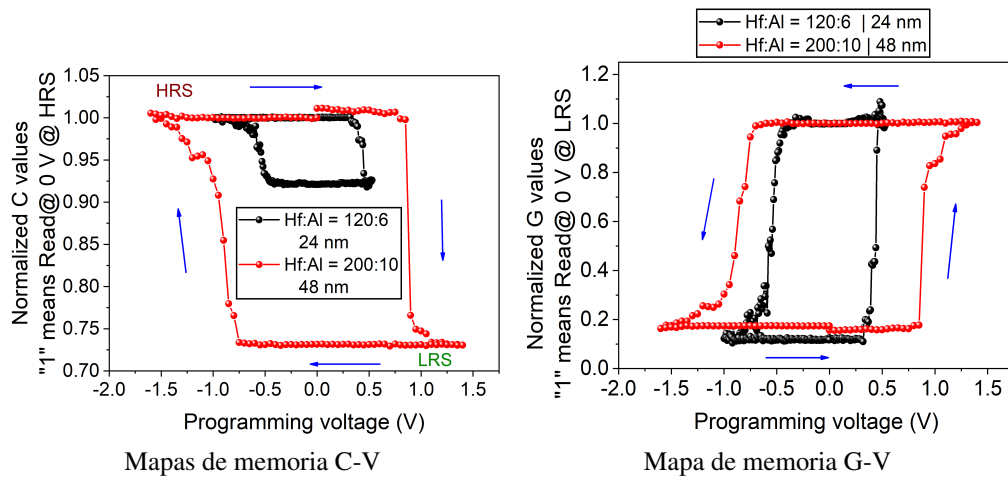 Normalized C values
"1" means Read@ 0 V @ HRS
1.05
1.00
0.95
0.90
0.85
0.80
0.75
0.70
HRS
Hf:Al = 120:6
24 nm
Hf:Al = 200:10
48 nm
LRS
-2.0 -1.5 -1.0 -0.5 0.0 0.5 1.0 1.5
Programming voltage (V)
Mapas de memoria C-V
Hf:Al = 120:6 | 24 nm
Hf:Al = 200:10 | 48 nm
Normalized G values
"1" means Read@ 0 V @ LRS
1.2
1.0
0.8
0.6
0.4
0.2
0.0
-2.0 -1.5 -1.0 -0.5 0.0 0.5 1.0 1.5
Programming voltage (V)
Mapa de memoria G-V